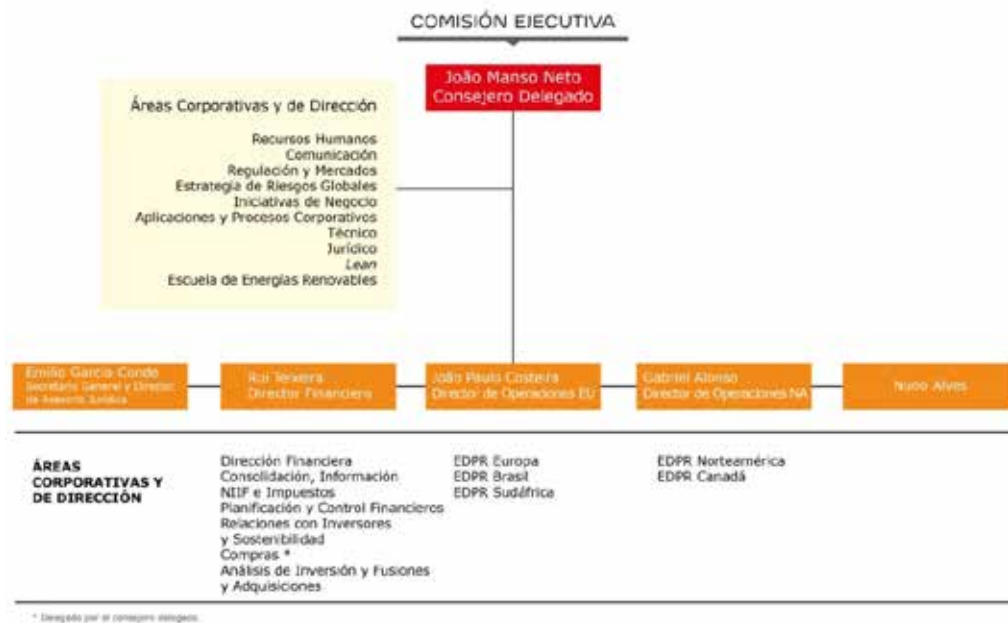 COMISIÓN EJECUTIVA
João Manso Neto
Consejero Delegado
Áreas Corporativas y de Dirección
Recursos Humanos
Comunicación
Regulación y Mercados
Estrategia de Riesgos Globales
Iniciativas de Negocio
Aplicaciones y Procesos Corporativos
Técnico
Jurídico
Lean
Escuela de Energías Renovables
Emilio García-Conde
Secretario General y Director
de Asesoría Jurídica
Rui Teixeira
Director Financiero
João Paulo Costeira
Director de Operaciones EU
Gabriel Alonso
Director de Operaciones NA
Nuno Alves
ÁREAS
CORPORATIVAS Y
DE DIRECCIÓN
Dirección Financiera
Consolidación, Información
NIIF e Impuestos
Planificación y Control Financieros
Relaciones con Inversores
y Sostenibilidad
Compras *
Análisis de Inversión y Fusiones
y Adquisiciones
EDPR Europa
EDPR Brasil
EDPR Sudáfrica
EDPR Norteamérica
EDPR Canadá
* Delegado por el consejero delegado.